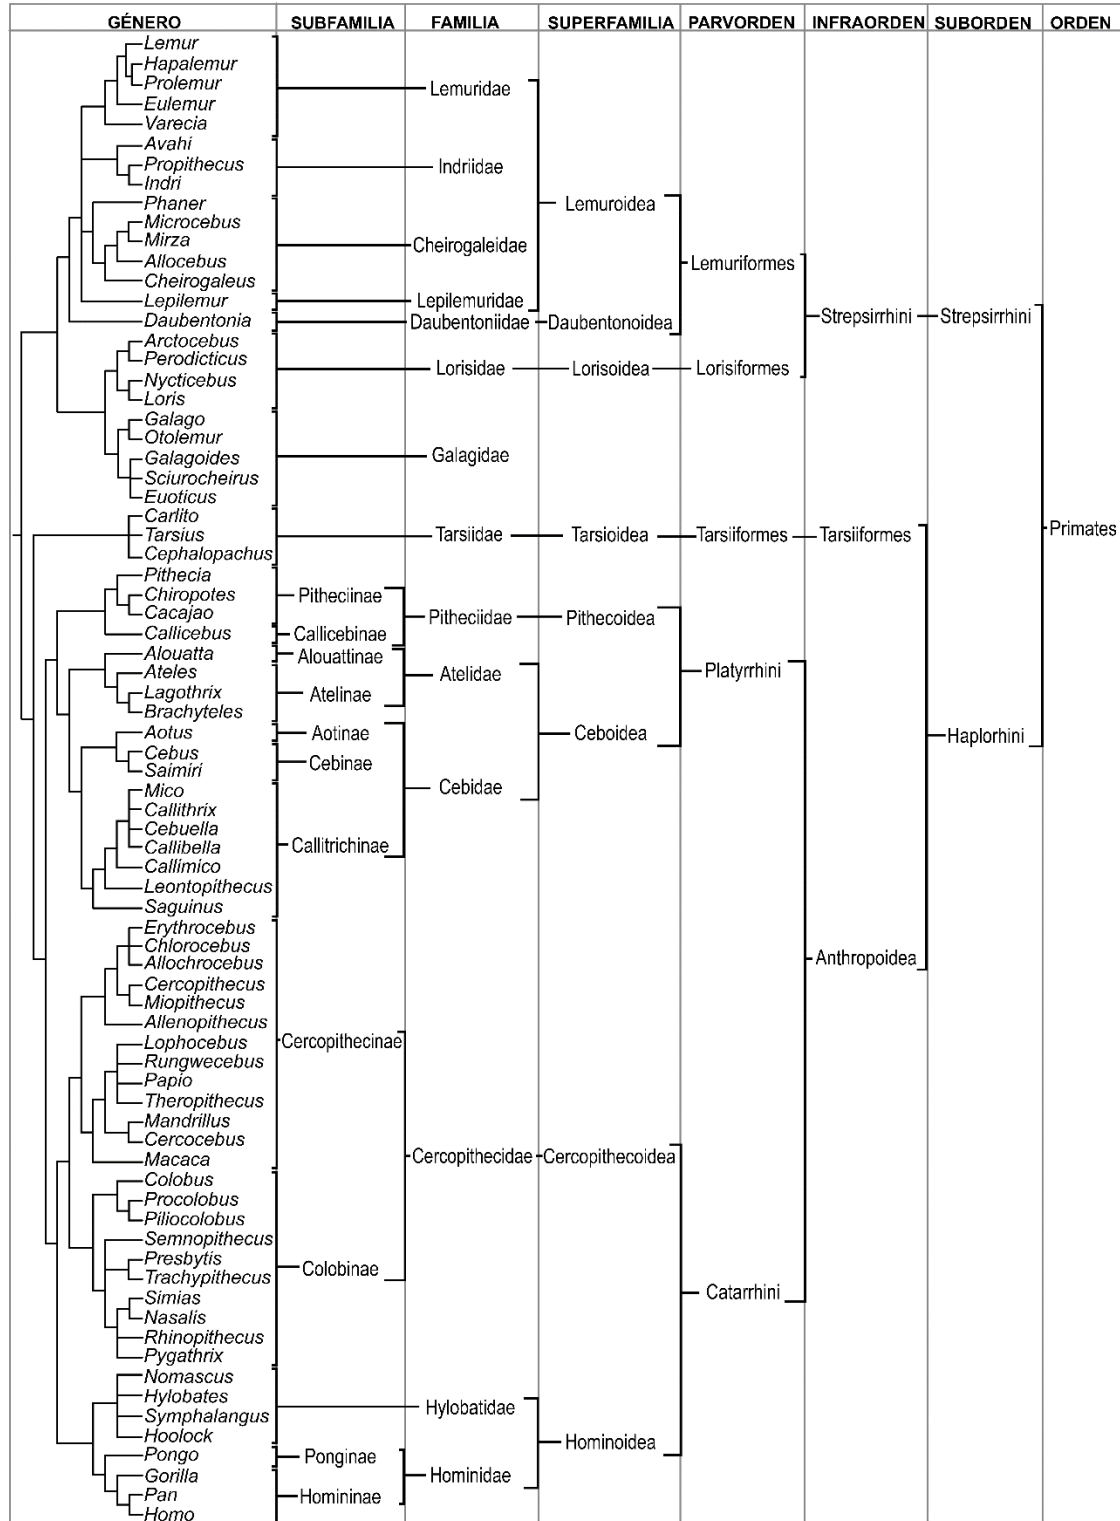 GÉNERO SUBFAMILIA FAMILIA SUPERFAMILIA PARVORDEN INFRAORDEN SUBORDEN ORDEN
Lemur
Hapalemur
Prolemur Lemuridae
Eulemur
Varecia
Avahi
Propithecus Indriidae
Indri
Phaner Lemuroidea
Microcebus
Mirza Cheirogaleidae
Allocebus Lemuriformes
Cheirogaleus
Lepilemur Lepilemuridae
Daubentonia Daubentoniidae Daubentonoidea Strepsirrhini Strepsirrhini
Arctocebus
Perodicticus Lorisidae Lorisoidea Lorisiformes
Nycticebus
Loris
Galago
Otolemur
Galagoides Galagidae
Sciurocheirus
Euoticus
Carlito
Tarsius Tarsiidae Tarsioidea Tarsiiformes Tarsiiformes Primates
Cephalopachus
Pithecia
Chiropotes Pitheciinae
Cacajao Pitheciidae Pithecoidea
Callicebus Callicebinae
Alouatta Alouattinae
Ateles Atelidae Platyrrhini
Lagothrix Atelinae
Brachyteles
Aotus Aotinae Ceboidea Haplorhini
Cebus Cebinae
Saimiri
Mico Cebidae
Callithrix
Cebuella
Callibella Callitrichinae
Callimico
Leontopithecus
Saguinus
Erythrocebus
Chlorocebus
Allochrocebus Anthropoidea
Cercopithecus
Miopithecus
Allenopithecus
Lophocebus Cercopithecinae
Rungwecebus
Papio
Theropithecus
Mandrillus
Cercocebus
Macaca Cercopithecidae Cercopithecoidea
Colobus
Procolobus
Piliocolobus
Semnopithecus
Presbytis Colobinae
Trachypithecus
Simias Catarrhini
Nasalis
Rhinopithecus
Pygathrix
Nomascus
Hylobates Hylobatidae
Symphalangus
Hoolock Hominoidea
Pongo Ponginae
Gorilla Hominidae
Pan Homininae
Homo